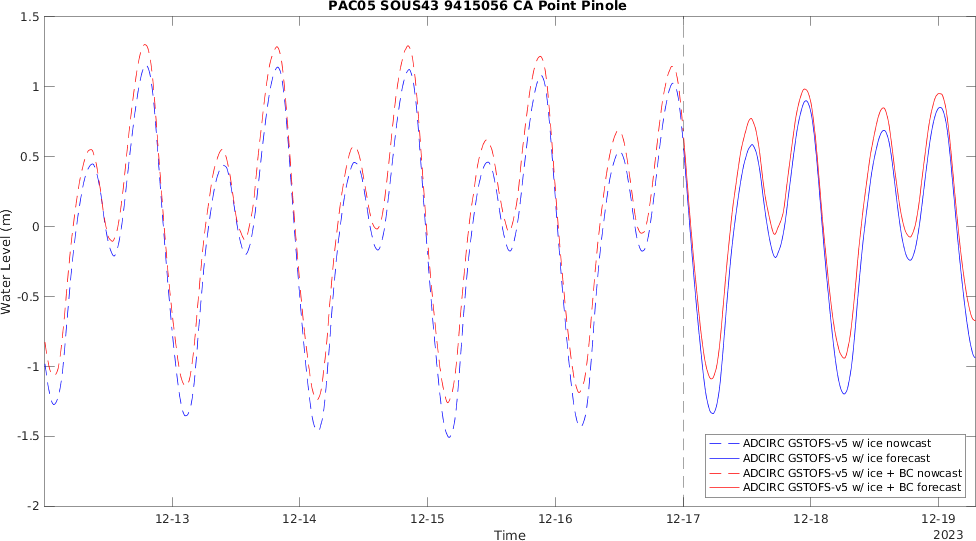 PAC05 SOUS43 9415056 CA Point Pinole
1.5
1
0.5
0
-0.5
-1
-1.5
-2
Water Level (m)
12-13 12-14 12-15 12-16 12-17 12-18 12-19
Time
2023
ADCIRC GSTOFS-v5 w/ ice nowcast
ADCIRC GSTOFS-v5 w/ ice forecast
ADCIRC GSTOFS-v5 w/ ice + BC nowcast
ADCIRC GSTOFS-v5 w/ ice + BC forecast